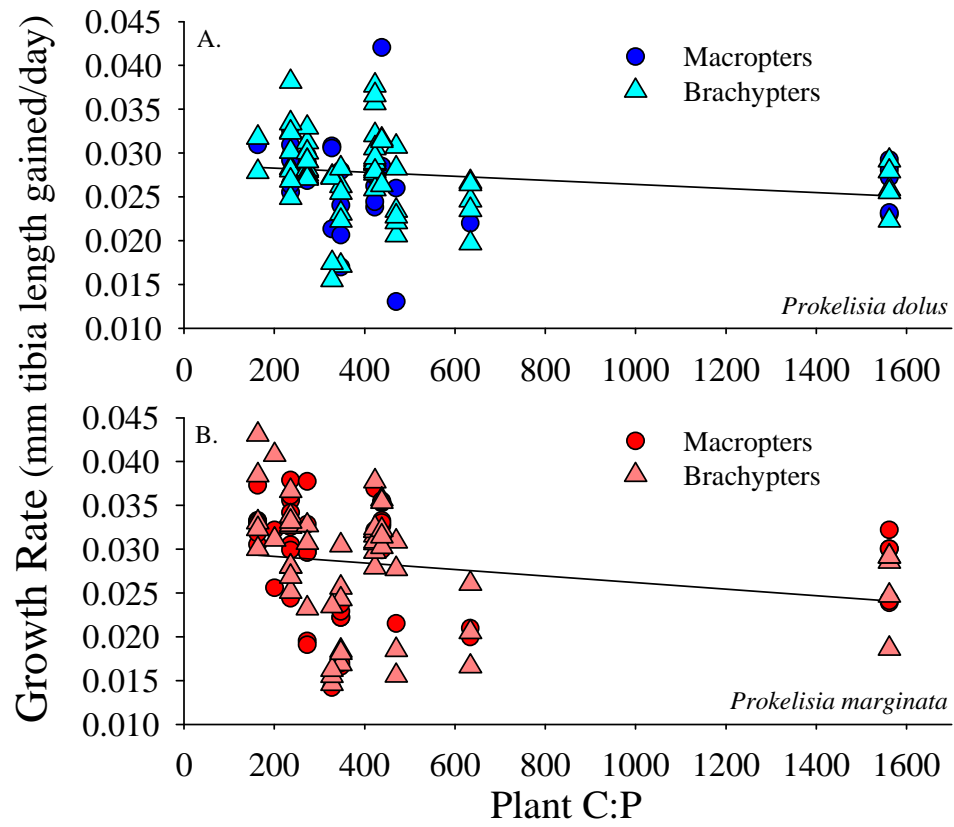 Growth Rate (mm tibia length gained/day)
A.
Macropters
Brachypters
0.045
0.040
0.035
0.030
0.025
0.020
0.015
0.010
Prokelisia dolus
0 200 400 600 800 1000 1200 1400 1600
B.
Macropters
Brachypters
0.045
0.040
0.035
0.030
0.025
0.020
0.015
0.010
Prokelisia marginata
0 200 400 600 800 1000 1200 1400 1600
Plant C:P